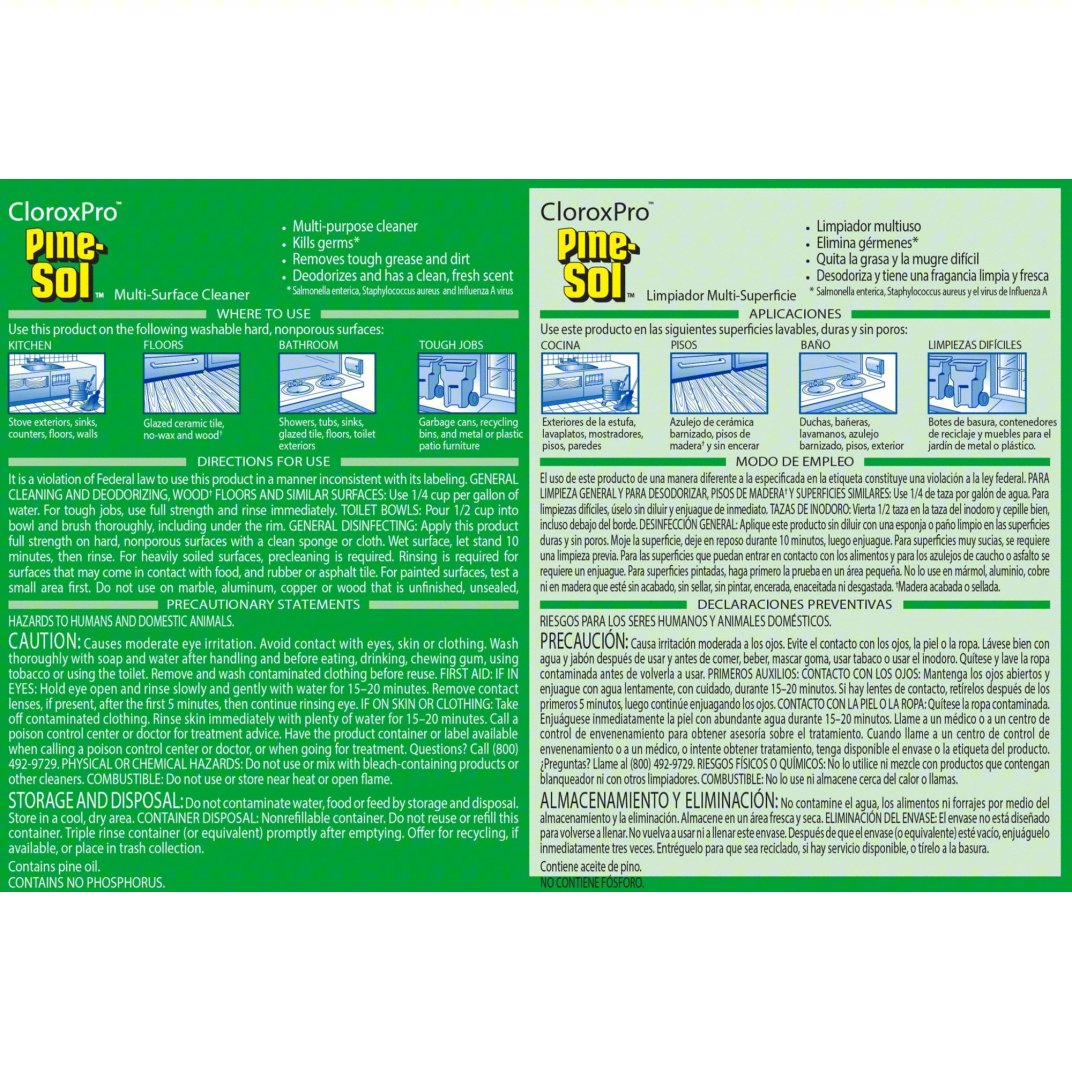 CloroxPro™
PINE-
SOL™
Multi-Surface Cleaner
• Multi-purpose cleaner
• Kills germs*
• Removes tough grease and dirt
• Deodorizes and has a clean, fresh scent
* Salmonella enterica, Staphylococcus aureus and Influenza A virus
WHERE TO USE
Use this product on the following washable hard, nonporous surfaces:
KITCHEN
Stove exteriors, sinks,
counters, floors, walls
FLOORS
Glazed ceramic tile,
no-wax and wood†
BATHROOM
Showers, tubs, sinks,
glazed tile, floors, toilet
exteriors
TOUGH JOBS
Garbage cans, recycling
bins, and metal or plastic
patio furniture
DIRECTIONS FOR USE
It is a violation of Federal law to use this product in a manner inconsistent with its labeling. GENERAL
CLEANING AND DEODORIZING, WOOD† FLOORS AND SIMILAR SURFACES: Use 1/4 cup per gallon of
water. For tough jobs, use full strength and rinse immediately. TOILET BOWLS: Pour 1/2 cup into
bowl and brush thoroughly, including under the rim. GENERAL DISINFECTING: Apply this product
full strength on hard, nonporous surfaces with a clean sponge or cloth. Wet surface, let stand 10
minutes, then rinse. For heavily soiled surfaces, precleaning is required. Rinsing is required for
surfaces that may come in contact with food, and rubber or asphalt tile. For painted surfaces, test a
small area first. Do not use on marble, aluminum, copper or wood that is unfinished, unsealed,
PRECAUTIONARY STATEMENTS
HAZARDS TO HUMANS AND DOMESTIC ANIMALS.
CAUTION: Causes moderate eye irritation. Avoid contact with eyes, skin or clothing. Wash
thoroughly with soap and water after handling and before eating, drinking, chewing gum, using
tobacco or using the toilet. Remove and wash contaminated clothing before reuse. FIRST AID: IF IN
EYES: Hold eye open and rinse slowly and gently with water for 15–20 minutes. Remove contact
lenses, if present, after the first 5 minutes, then continue rinsing eye. IF ON SKIN OR CLOTHING: Take
off contaminated clothing. Rinse skin immediately with plenty of water for 15–20 minutes. Call a
poison control center or doctor for treatment advice. Have the product container or label available
when calling a poison control center or doctor, or when going for treatment. Questions? Call (800)
492-9729. PHYSICAL OR CHEMICAL HAZARDS: Do not use or mix with bleach-containing products or
other cleaners. COMBUSTIBLE: Do not use or store near heat or open flame.
STORAGE AND DISPOSAL: Do not contaminate water, food or feed by storage and disposal.
Store in a cool, dry area. CONTAINER DISPOSAL: Nonrefillable container. Do not reuse or refill this
container. Triple rinse container (or equivalent) promptly after emptying. Offer for recycling, if
available, or place in trash collection.
Contains pine oil.
CONTAINS NO PHOSPHORUS.
CloroxPro™
PINE-
SOL™
Limpiador Multi-Superficie
• Limpiador multiuso
• Elimina gérmenes*
• Quita la grasa y la mugre difícil
• Desodoriza y tiene una fragancia limpia y fresca
* Salmonella enterica, Staphylococcus aureus y el virus de Influenza A
APLICACIONES
Use este producto en las siguientes superficies lavables, duras y sin poros:
COCINA
Exteriores de la estufa,
lavaplatos, mostradores,
pisos, paredes
PISOS
Azulejo de cerámica
barnizado, pisos de
madera† y sin encerar
BAÑO
Duchas, bañeras,
lavamanos, azulejo
barnizado, pisos, exterior
LIMPIEZAS DIFÍCILES
Botes de basura, contenedores
de reciclaje y muebles para el
jardín de metal o plástico.
MODO DE EMPLEO
El uso de este producto de una manera diferente a la especificada en la etiqueta constituye una violación a la ley federal. PARA
LIMPIEZA GENERAL Y PARA DESODORIZAR, PISOS DE MADERA† Y SUPERFICIES SIMILARES: Use 1/4 de taza por galón de agua. Para
limpiezas difíciles, úselo sin diluir y enjuague de inmediato. TAZAS DE INODORO: Vierta 1/2 taza en la taza del inodoro y cepille bien,
incluso debajo del borde. DESINFECCIÓN GENERAL: Aplique este producto sin diluir con una esponja o paño limpio en las superficies
duras y sin poros. Moje la superficie, deje en reposo durante 10 minutos, luego enjuague. Para superficies muy sucias, se requiere
una limpieza previa. Para las superficies que puedan entrar en contacto con los alimentos y para los azulejos de caucho o asfalto se
requiere un enjuague. Para superficies pintadas, haga primero la prueba en un área pequeña. No lo use en mármol, aluminio, cobre
ni en madera que esté sin acabado, sin sellar, sin pintar, encerada, enaceitada ni desgastada. †Madera acabada o sellada.
DECLARACIONES PREVENTIVAS
RIESGOS PARA LOS SERES HUMANOS Y ANIMALES DOMÉSTICOS.
PRECAUCIÓN: Causa irritación moderada a los ojos. Evite el contacto con los ojos, la piel o la ropa. Lávese bien con
agua y jabón después de usar y antes de comer, beber, mascar goma, usar tabaco o usar el inodoro. Quítese y lave la ropa
contaminada antes de volverla a usar. PRIMEROS AUXILIOS: CONTACTO CON LOS OJOS: Mantenga los ojos abiertos y
enjuague con agua lentamente, con cuidado, durante 15–20 minutos. Si hay lentes de contacto, retírelos después de los
primeros 5 minutos, luego continúe enjuagando los ojos. CONTACTO CON LA PIEL O LA ROPA: Quítese la ropa contaminada.
Enjuáguese inmediatamente la piel con abundante agua durante 15–20 minutos. Llame a un médico o a un centro de
control de envenenamiento para obtener asesoría sobre el tratamiento. Cuando llame a un centro de control de
envenenamiento o a un médico, o intente obtener tratamiento, tenga disponible el envase o la etiqueta del producto.
¿Preguntas? Llame al (800) 492-9729. RIESGOS FÍSICOS O QUÍMICOS: No lo utilice ni mezcle con productos que contengan
blanqueador ni con otros limpiadores. COMBUSTIBLE: No lo use ni almacene cerca del calor o llamas.
ALMACENAMIENTO Y ELIMINACIÓN: No contamine el agua, los alimentos ni forrajes por medio del
almacenamiento y la eliminación. Almacene en un área fresca y seca. ELIMINACIÓN DEL ENVASE: El envase no está diseñado
para volverse a llenar. No vuelva a usar ni a llenar este envase. Después de que el envase (o equivalente) esté vacío, enjuáguelo
inmediatamente tres veces. Entréguelo para que sea reciclado, si hay servicio disponible, o tírelo a la basura.
Contiene aceite de pino.
NO CONTIENE FÓSFORO.